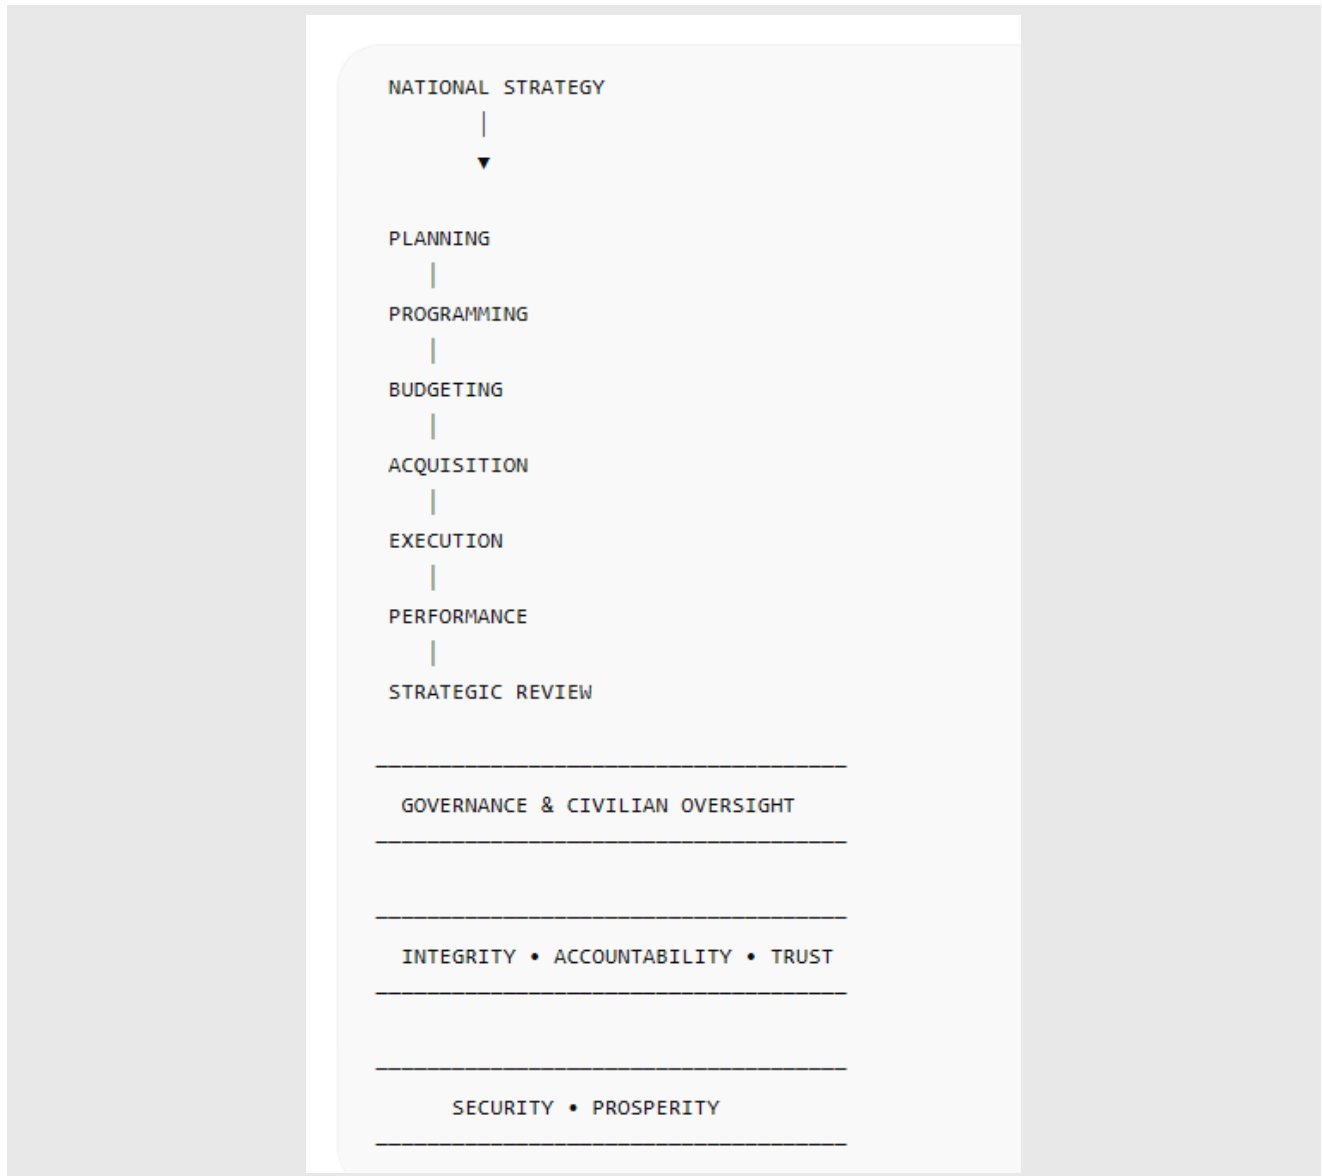 NATIONAL STRATEGY
PLANNING
PROGRAMMING
BUDGETING
ACQUISITION
EXECUTION
PERFORMANCE
STRATEGIC REVIEW
GOVERNANCE & CIVILIAN OVERSIGHT
INTEGRITY • ACCOUNTABILITY • TRUST
SECURITY • PROSPERITY